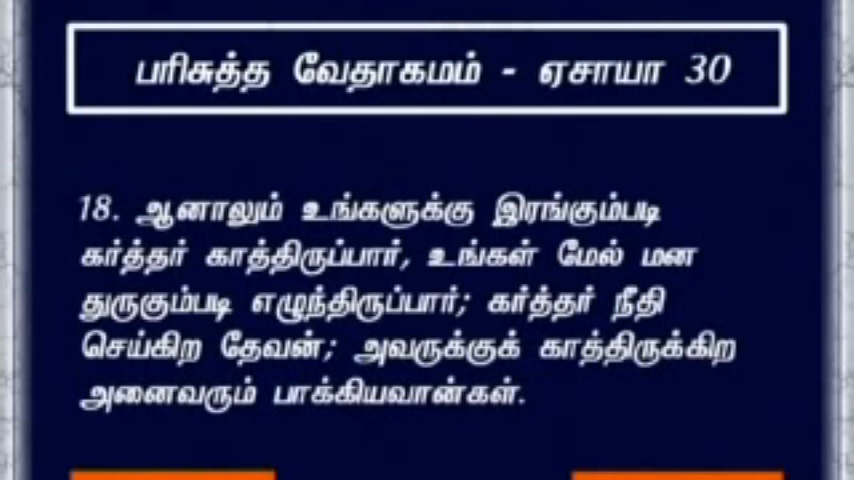 பரிசுத்த வேதாகமம் - ஏசாயா 30
18. ஆனாலும் உங்களுக்கு இரங்கும்படி
கர்த்தர் காத்திருப்பார், உங்கள் மேல் மன
துருகும்படி எழுந்திருப்பார்; கர்த்தர் நீதி
செய்கிற தேவன்; அவருக்குக் காத்திருக்கிற
அனைவரும் பாக்கியவான்கள்.